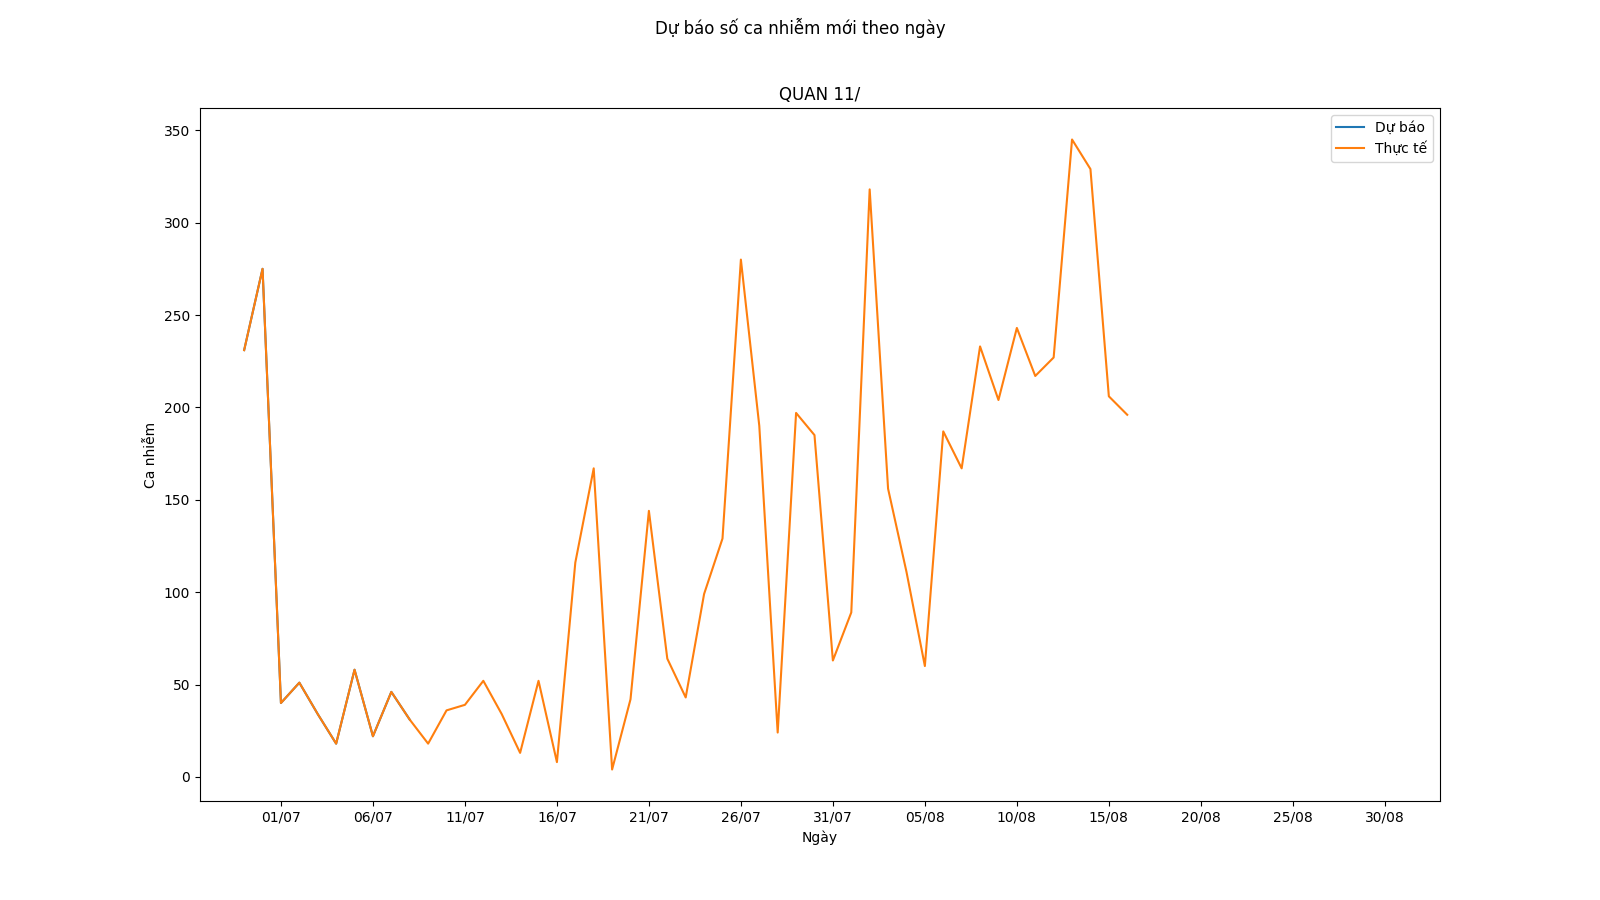 Dự báo số ca nhiễm mới theo ngày
QUAN 11/
Dự báo
Thực tế
350
300
250
200
150
100
50
0
Ca nhiễm
01/07 06/07 11/07 16/07 21/07 26/07 31/07 05/08 10/08 15/08 20/08 25/08 30/08
Ngày